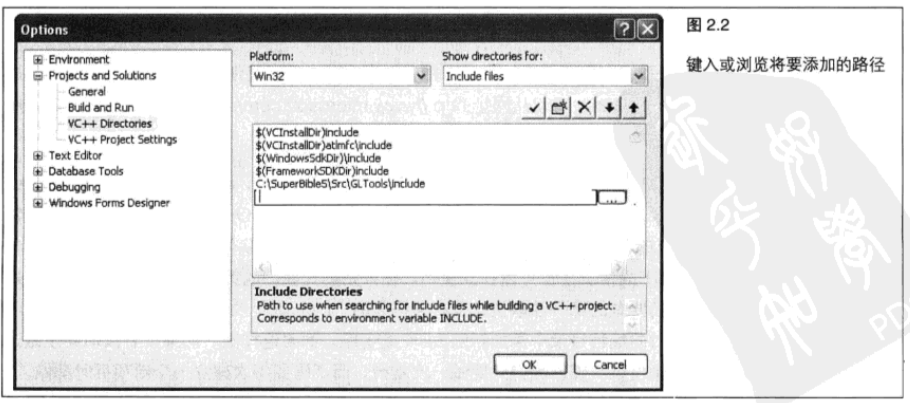 Options
Environment
Projects and Solutions
General
Build and Run
VC++ Directories
VC++ Project Settings
Text Editor
Database Tools
Debugging
Windows Forms Designer
Platform:
Win32
Show directories for:
Include files
$(VCInstallDir)include
$(VCInstallDir)atlmfc\include
$(WindowsSdkDir)\include
$(FrameworkSDKDir)include
C:\SuperBible5\Src\GLTools\include
...
Include Directories
Path to use when searching for include files while building a VC++ project.
Corresponds to environment variable INCLUDE.
OK
Cancel
图 2.2
键入或浏览将要添加的路径
PD